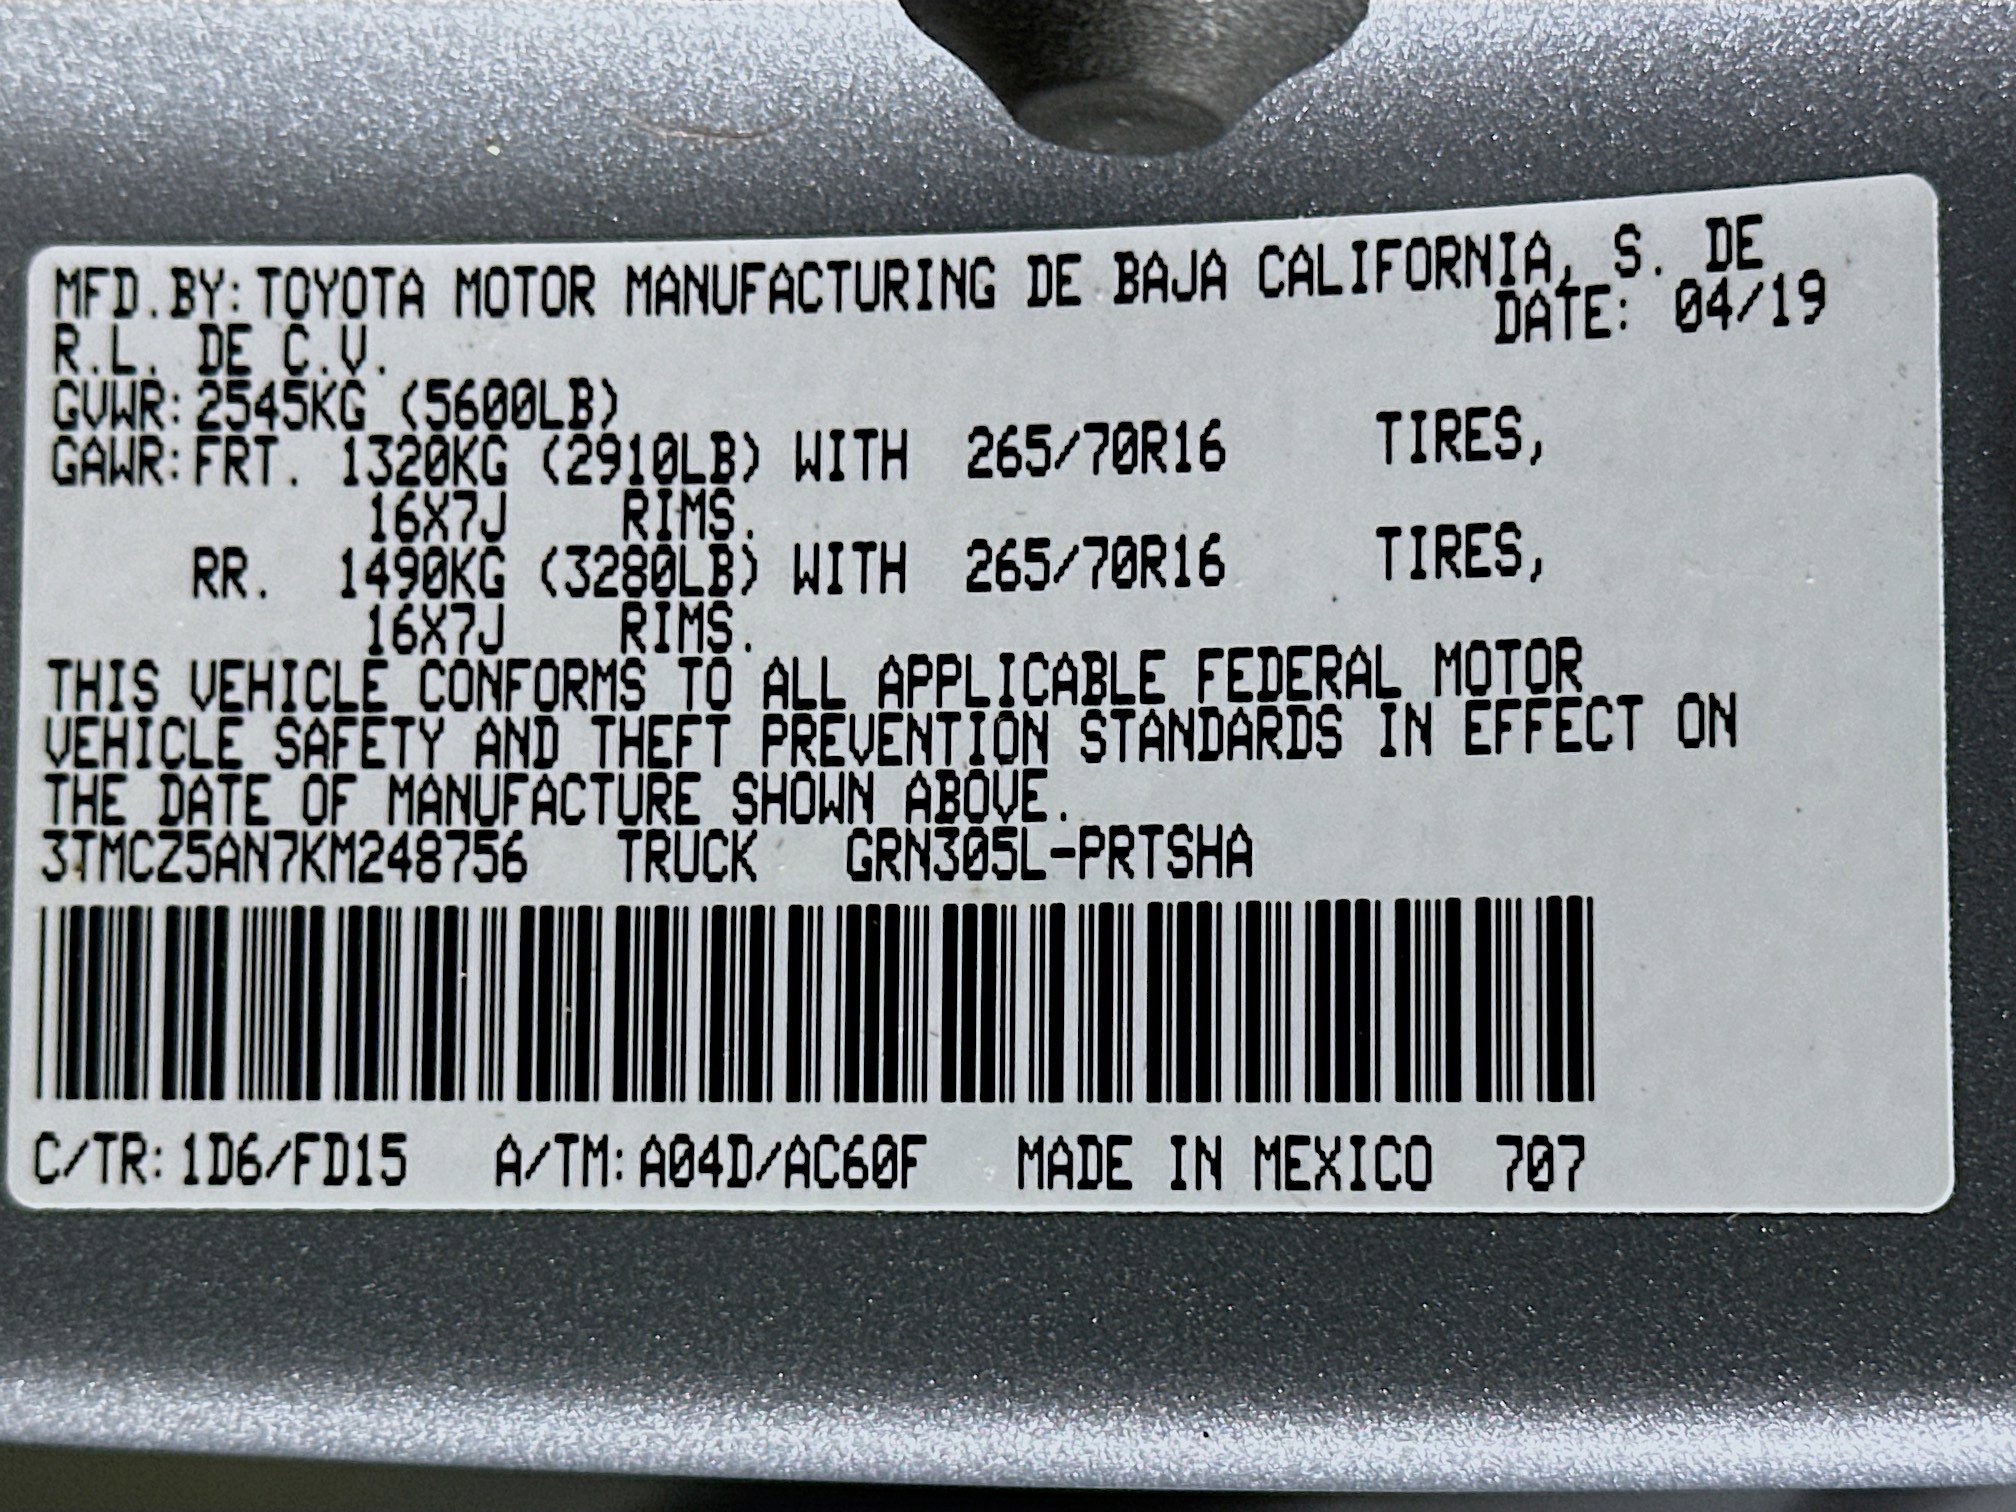 MFD.BY: TOYOTA MOTOR MANUFACTURING DE BAJA CALIFORNIA, S. DE
R.L. DE C.V. DATE: 04/19
GVWR: 2545KG (5600LB)
GAWR: FRT. 1320KG (2910LB) WITH 265/70R16 TIRES,
16X7J RIMS.
RR. 1490KG (3280LB) WITH 265/70R16 TIRES,
16X7J RIMS.
THIS VEHICLE CONFORMS TO ALL APPLICABLE FEDERAL MOTOR
VEHICLE SAFETY AND THEFT PREVENTION STANDARDS IN EFFECT ON
THE DATE OF MANUFACTURE SHOWN ABOVE.
3TMCZ5AN7KM248756 TRUCK GRN305L-PRTSHA
C/TR: 1D6/FD15 A/TM: A04D/AC60F MADE IN MEXICO 707